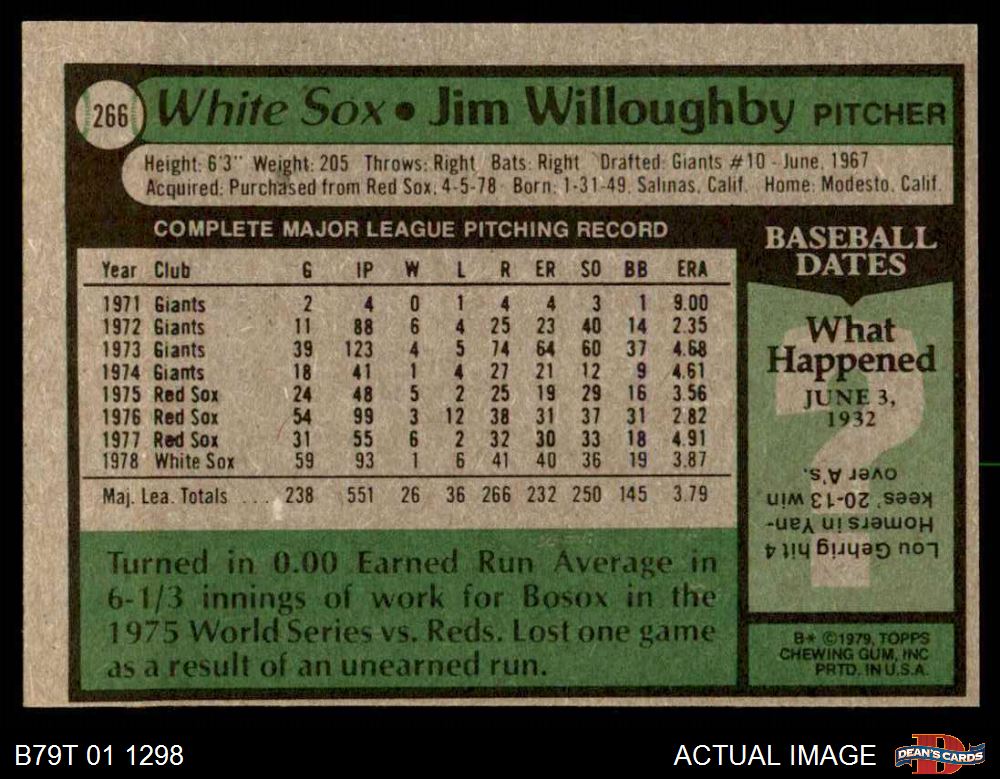 266 White Sox • Jim Willoughby PITCHER
Height: 6'3" Weight: 205 Throws: Right Bats: Right Drafted: Giants #10 - June, 1967
Acquired: Purchased from Red Sox, 4-5-78 Born: 1-31-49, Salinas, Calif. Home: Modesto, Calif.
COMPLETE MAJOR LEAGUE PITCHING RECORD
Year Club G IP W L R ER SO BB ERA
1971 Giants 2 4 0 1 4 4 3 1 9.00
1972 Giants 11 88 6 4 25 23 40 14 2.35
1973 Giants 39 123 4 5 74 64 60 37 4.68
1974 Giants 18 41 1 4 27 21 12 9 4.61
1975 Red Sox 24 48 5 2 25 19 29 16 3.56
1976 Red Sox 54 99 3 12 38 31 37 31 2.82
1977 Red Sox 31 55 6 2 32 30 33 18 4.91
1978 White Sox 59 93 1 6 41 40 36 19 3.87
Maj. Lea. Totals ... 238 551 26 36 266 232 250 145 3.79
Turned in 0.00 Earned Run Average in
6-1/3 innings of work for Bosox in the
1975 World Series vs. Reds. Lost one game
as a result of an unearned run.
BASEBALL
DATES
What
Happened
JUNE 3,
1932
?
Lou Gehrig hit 4
Homers in Yan-
kees' 20-13 win
over A's.
B* ©1979, TOPPS
CHEWING GUM, INC
PRTD. IN U.S.A.
B79T 01 1298
ACTUAL IMAGE
DEAN'S CARDS